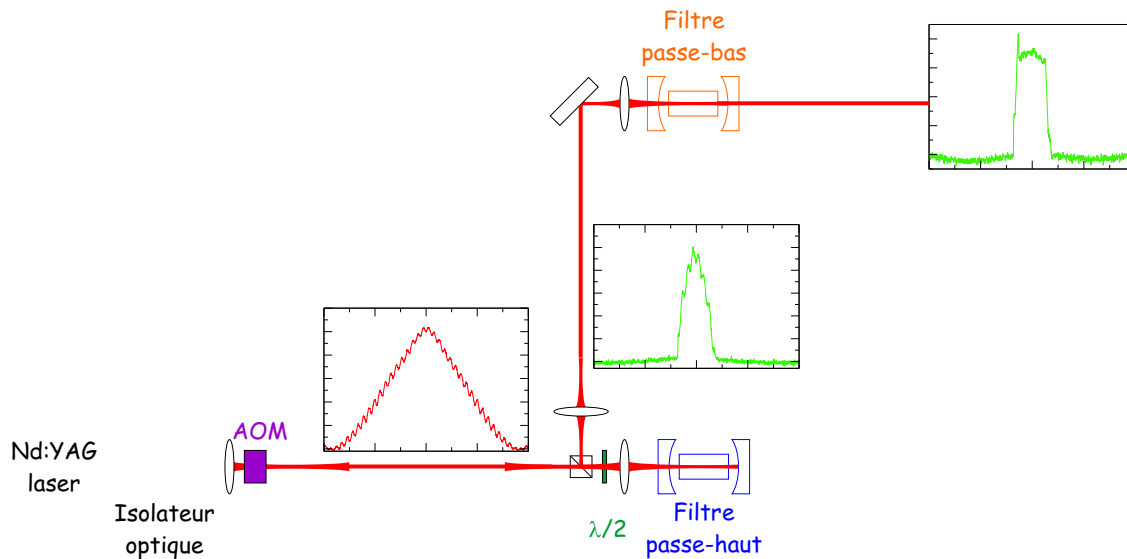 Filtre
passe-bas
AOM
Nd:YAG
laser
Isolateur
optique
λ/2
Filtre
passe-haut